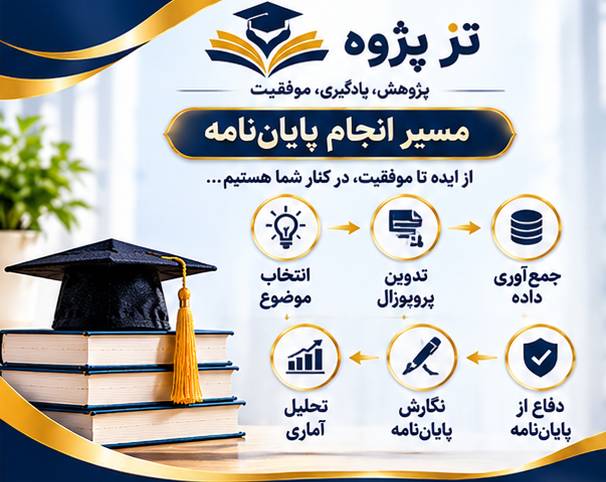 تز پژوه
پژوهش، یادگیری، موفقیت
مسیر انجام پایان‌نامه
از ایده تا موفقیت، در کنار شما هستیم...
انتخاب
موضوع
تدوین
پروپوزال
جمع‌آوری
داده
تحلیل
آماری
نگارش
پایان‌نامه
دفاع از
پایان‌نامه